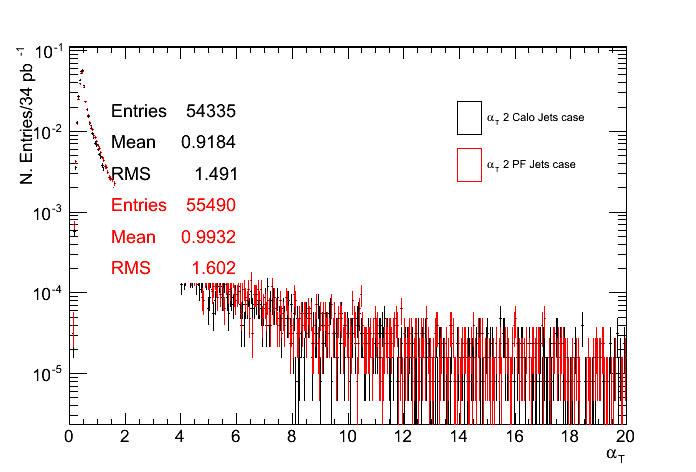 N. Entries/34 pb⁻¹
10⁻¹
10⁻²
10⁻³
10⁻⁴
10⁻⁵
Entries 54335
Mean 0.9184
RMS 1.491
Entries 55490
Mean 0.9932
RMS 1.602
α_T 2 Calo Jets case
α_T 2 PF Jets case
0 2 4 6 8 10 12 14 16 18 20
α_T